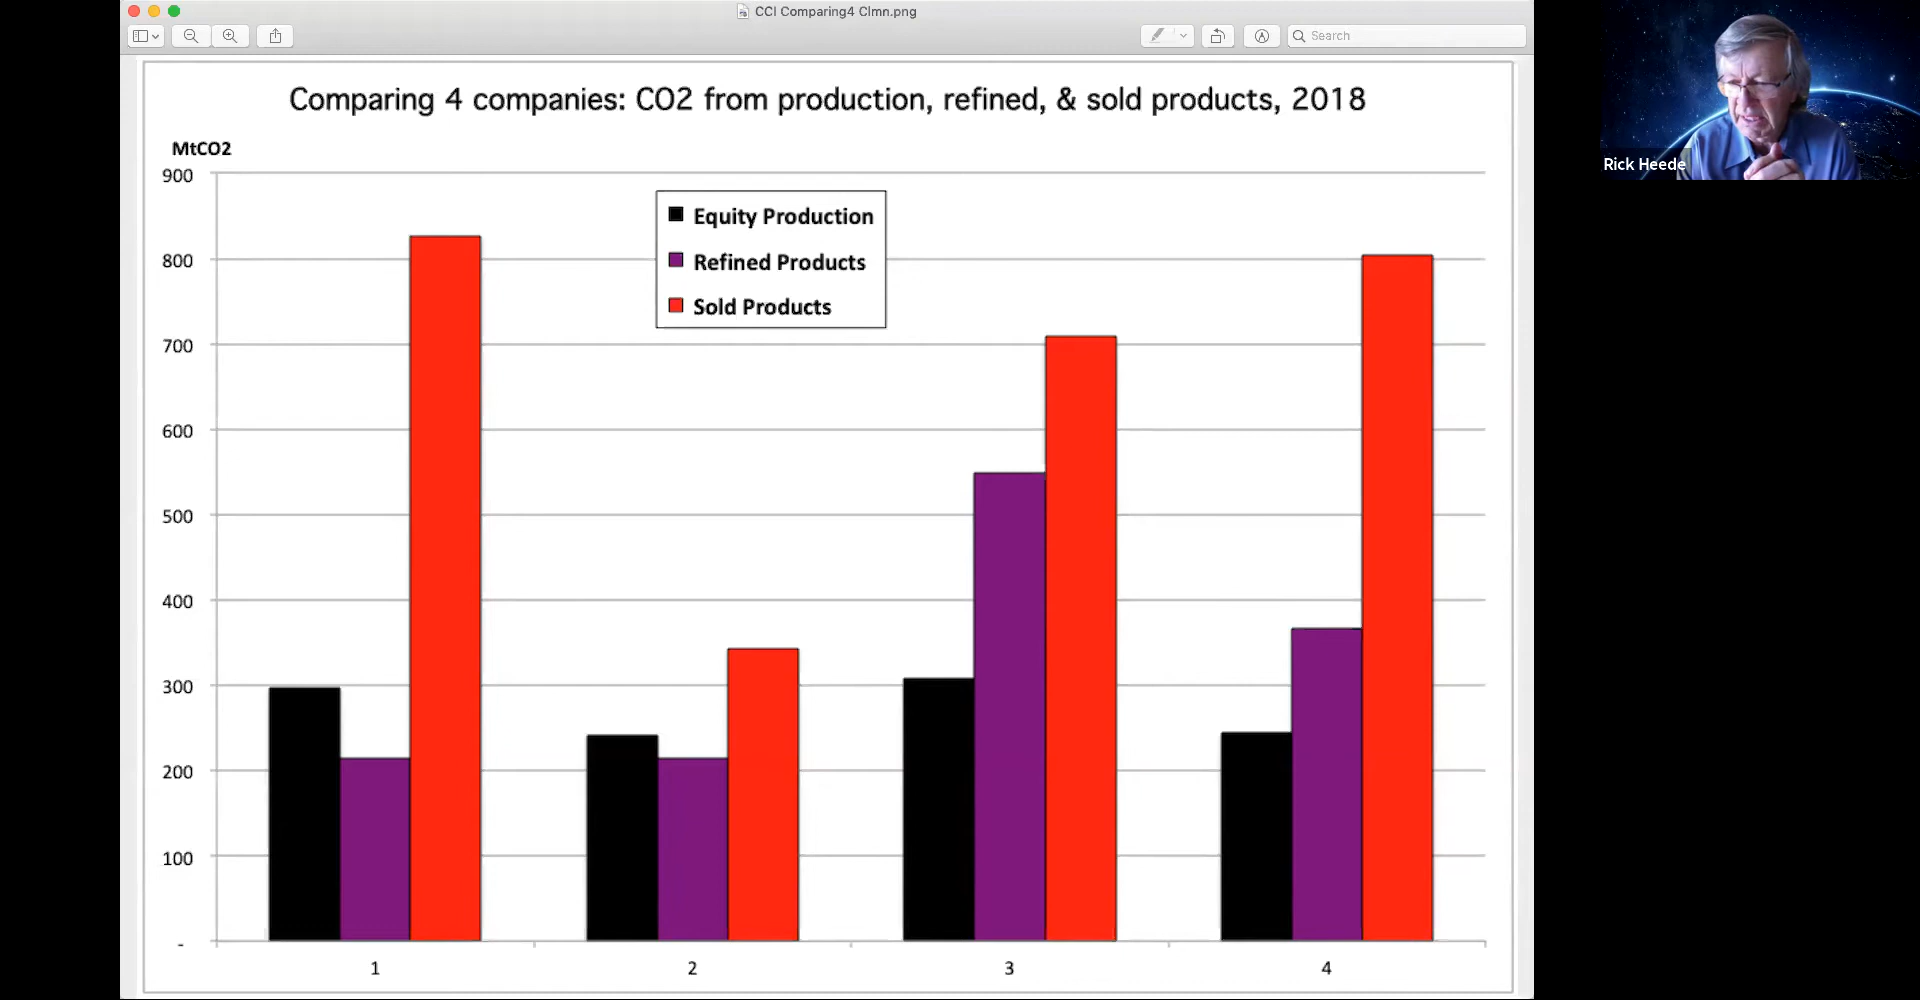 CCI Comparing4 Clmn.png
Search
Comparing 4 companies: CO2 from production, refined, & sold products, 2018
MtCO2
900
800
700
600
500
400
300
200
100
-
Equity Production
Refined Products
Sold Products
1
2
3
4
Rick Heede